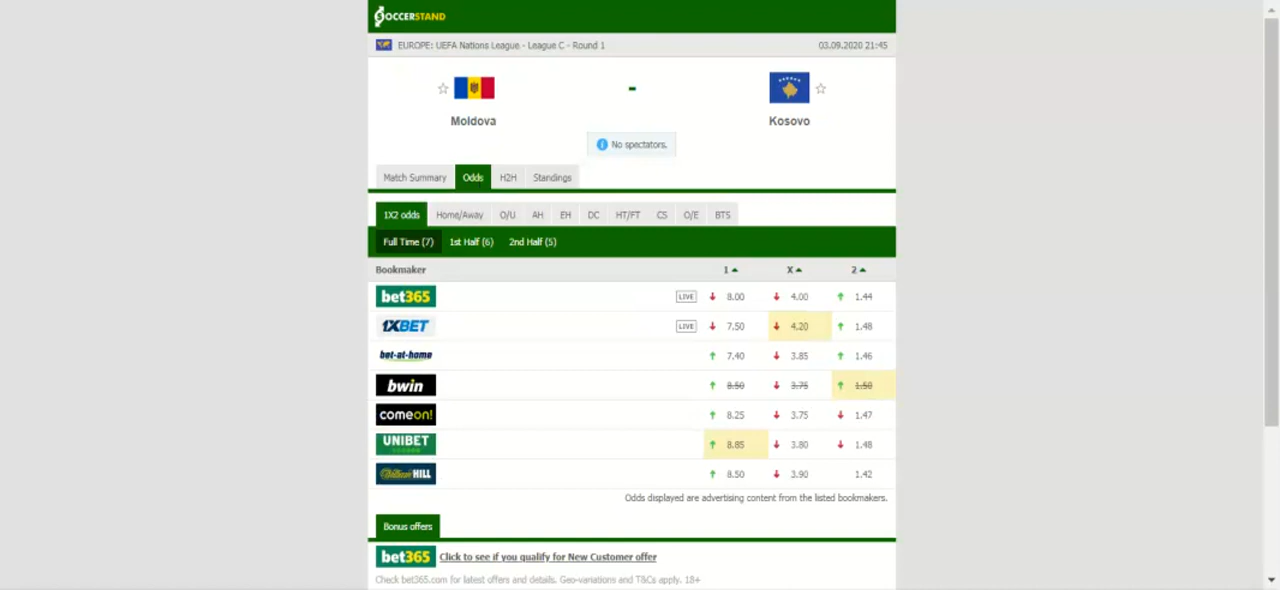 SOCCERSTAND
EUROPE: UEFA Nations League - League C - Round 1 03.09.2020 21:45
-
Moldova Kosovo
No spectators.
Match Summary Odds H2H Standings
1X2 odds Home/Away O/U AH EH DC HT/FT CS O/E BTS
Full Time (7) 1st Half (6) 2nd Half (5)
Bookmaker 1 X 2
bet365 LIVE 8.00 4.00 1.44
1XBET LIVE 7.50 4.20 1.48
bet-at-home 7.40 3.85 1.46
bwin 8.50 3.75 1.50
comeon! 8.25 3.75 1.47
UNIBET 8.85 3.80 1.48
William HILL 8.50 3.90 1.42
Odds displayed are advertising content from the listed bookmakers.
Bonus offers
bet365 Click to see if you qualify for New Customer offer
Check bet365.com for latest offers and details. Geo-variations and T&Cs apply. 18+